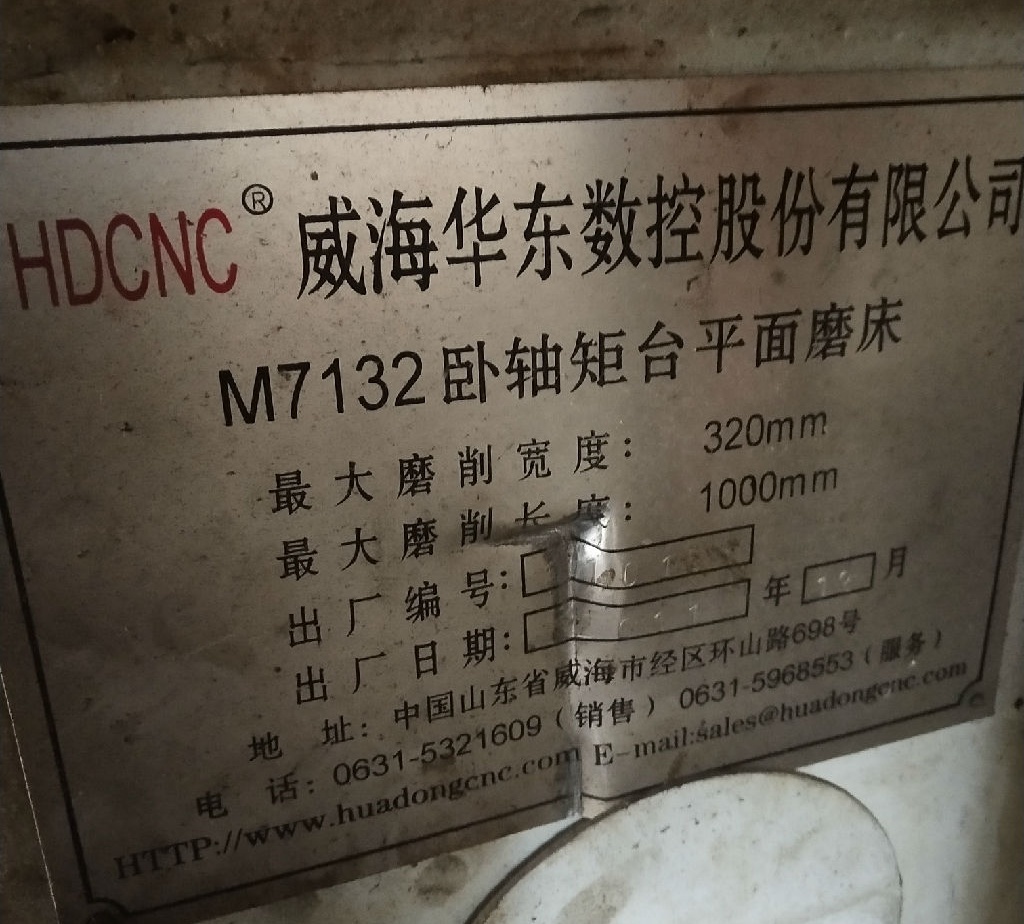 HDCNC® 威海华东数控股份有限公司
M7132卧轴矩台平面磨床
最大磨削宽度: 320mm
最大磨削长度: 1000mm
出厂编号:
出厂日期: 年 12 月
地 址: 中国山东省威海市经区环山路698号
电 话: 0631-5321609(销售) 0631-5968553(服务)
HTTP://www.huadongcnc.com E-mail:sales@huadongcnc.com